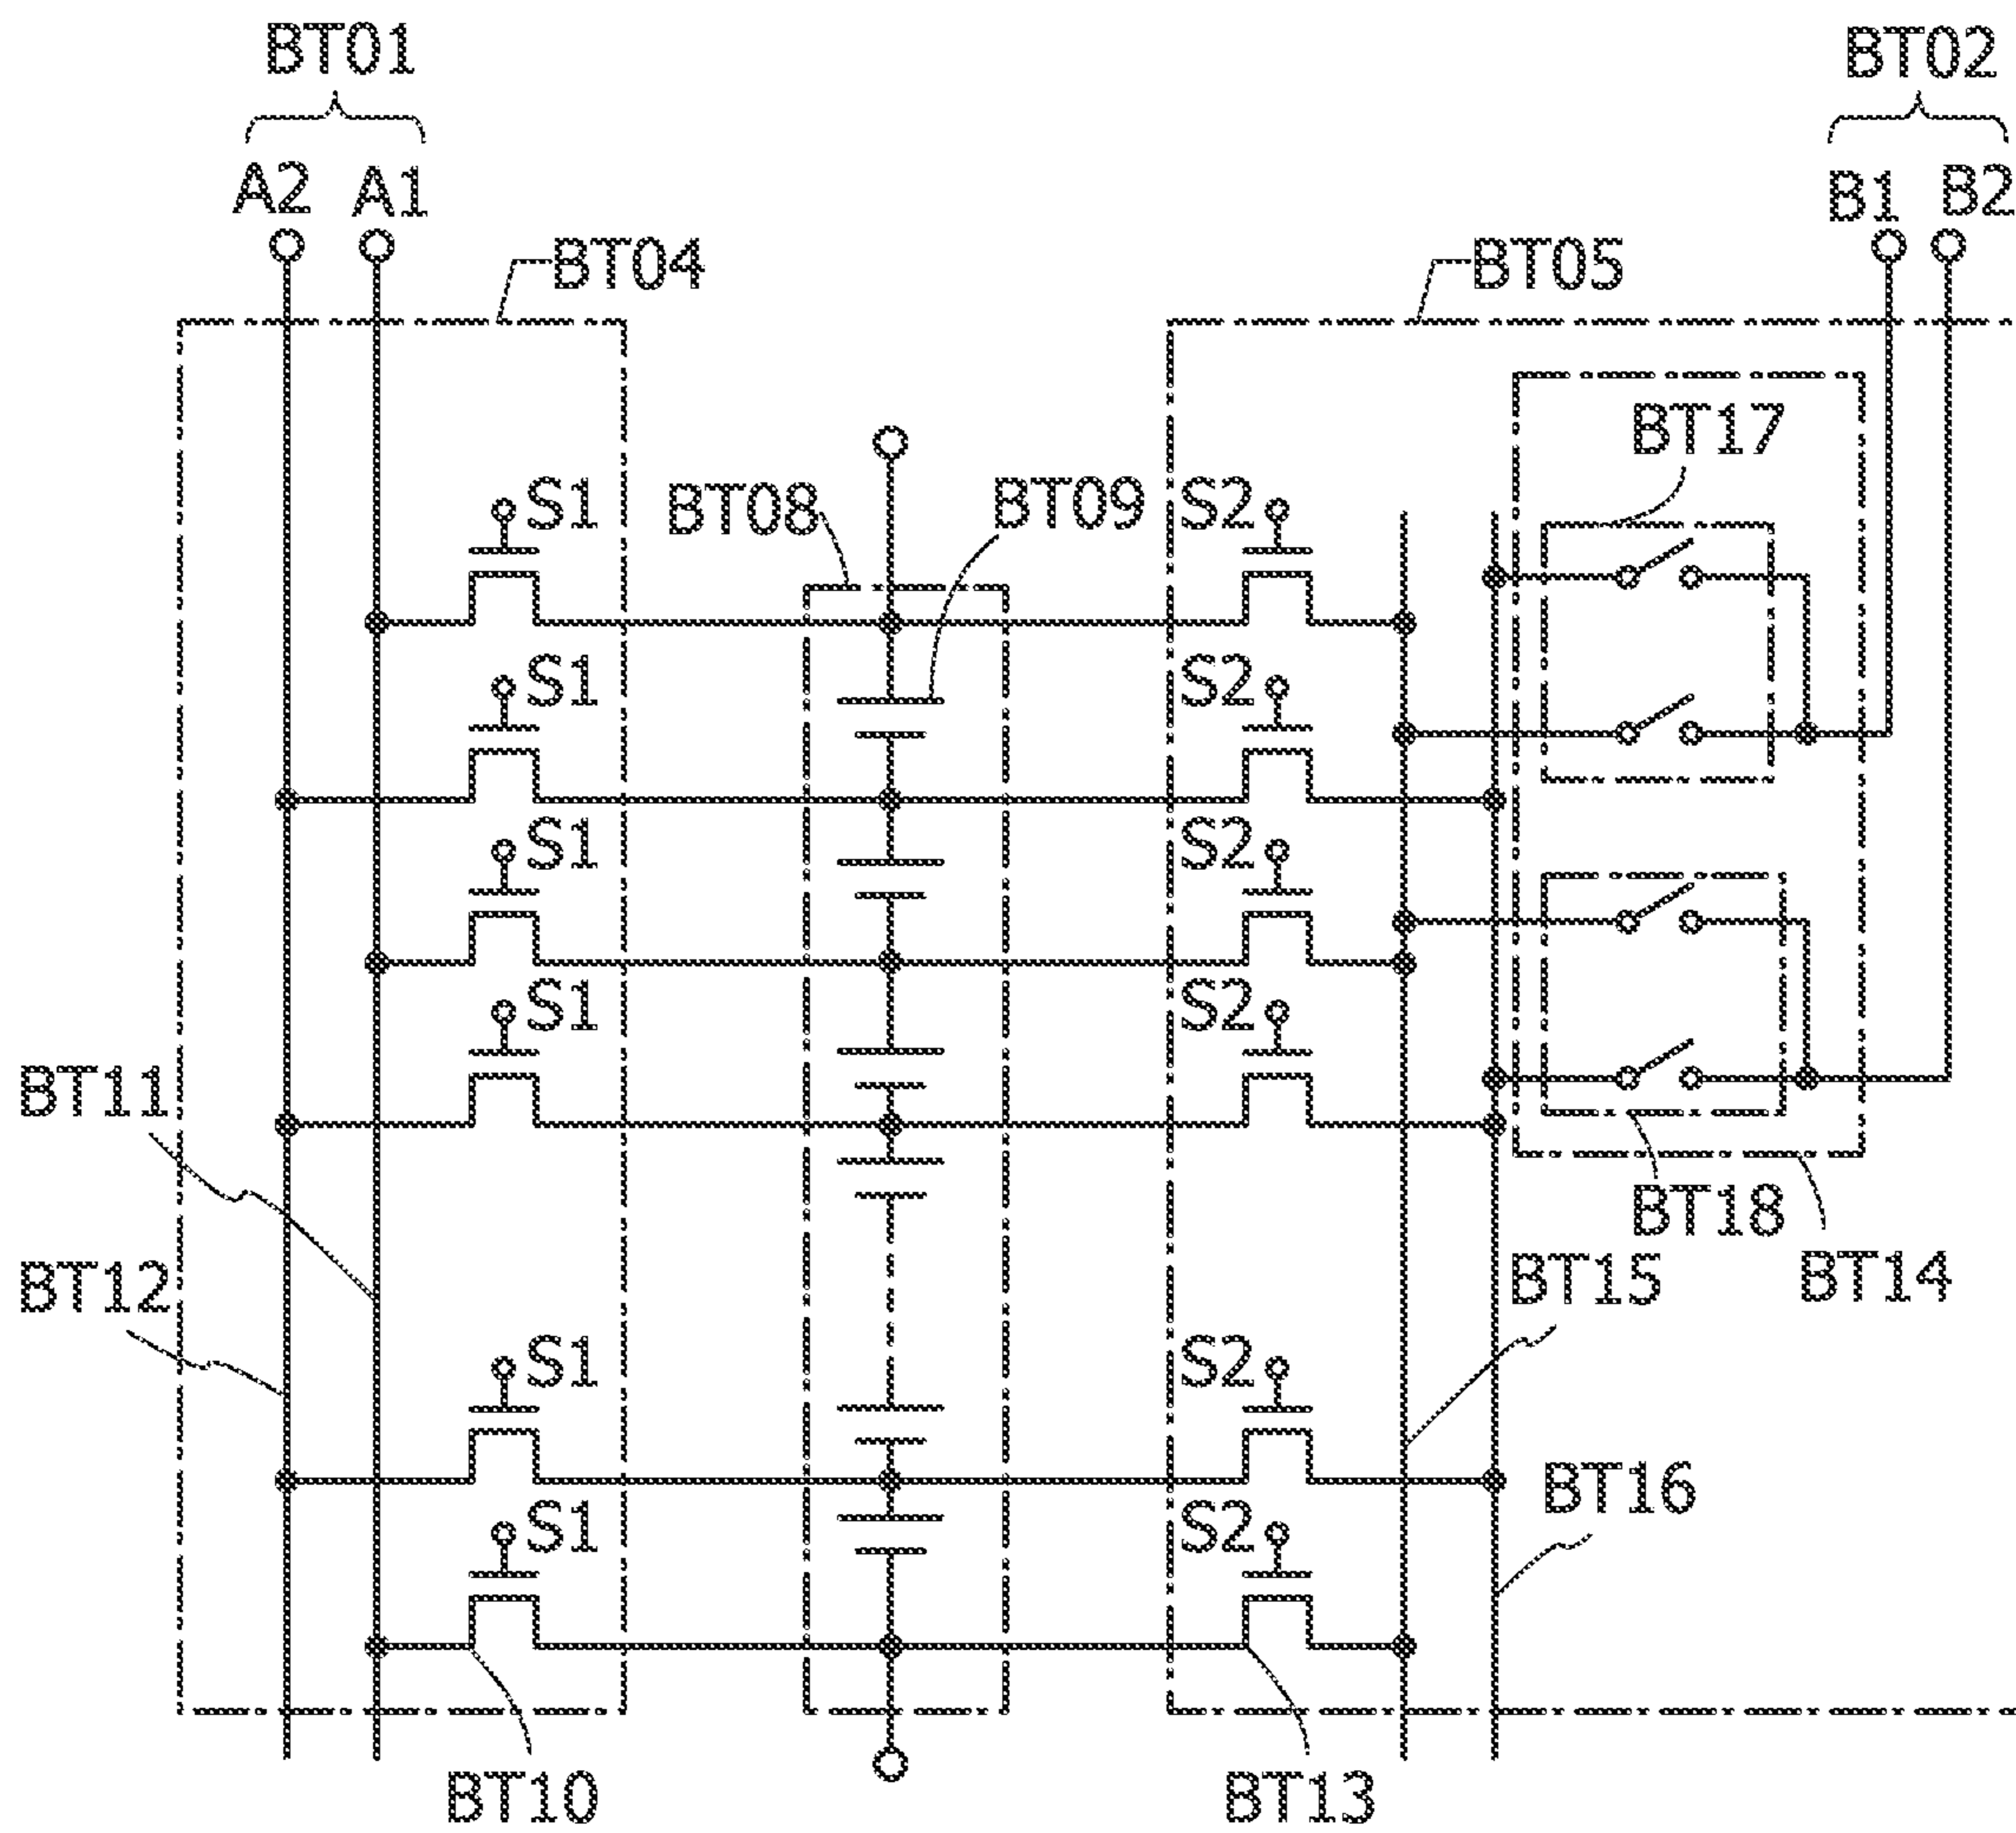 BT01
BT02
A2 A1
B1 B2
BT04
BT05
BT17
S1
BT08
BT09
S2
S1
S2
S1
S2
S1
S2
BT11
BT18
BT14
BT12
BT15
S1
S2
BT16
S1
S2
BT10
BT13